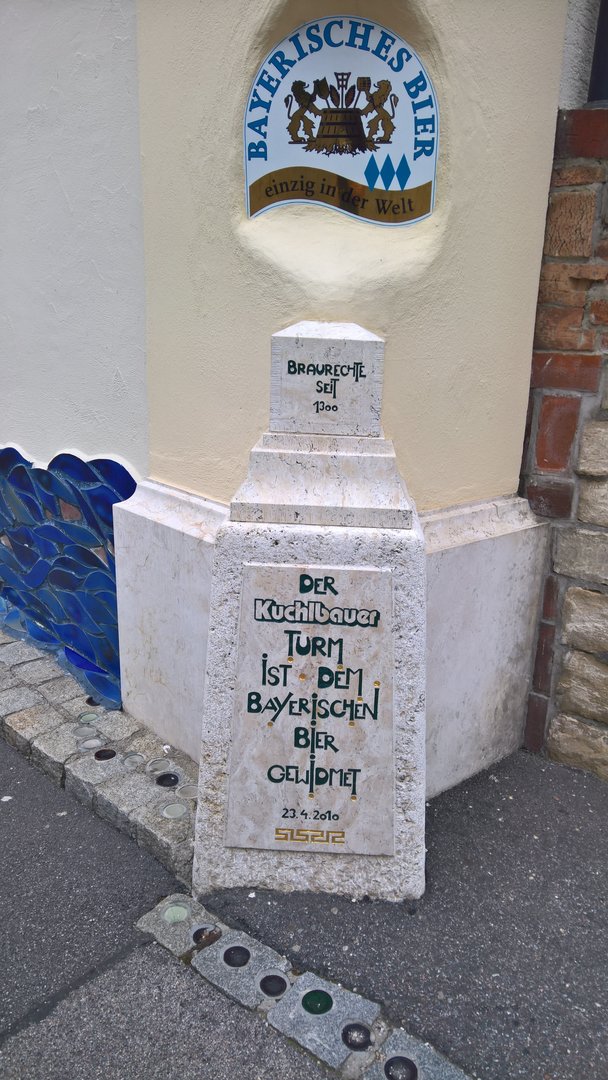 BAYERISCHES BIER
einzig in der Welt
BRAURECHTE
SEIT
1300
DER
Kuchlbauer
TURM
IST DEM
BAYERISCHEN
BIER
GEWIDMET
23.4.2010